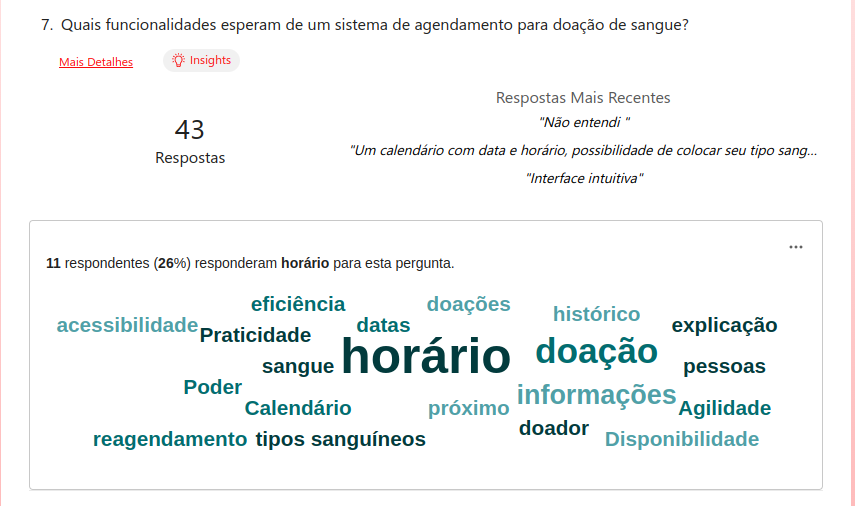 7. Quais funcionalidades esperam de um sistema de agendamento para doação de sangue?
Mais Detalhes
Insights
43
Respostas
Respostas Mais Recentes
"Não entendi "
"Um calendário com data e horário, possibilidade de colocar seu tipo sang...
"Interface intuitiva"
11 respondentes (26%) responderam horário para esta pergunta.
eficiência doações
acessibilidade datas histórico explicação
Praticidade
horário doação
sangue pessoas
Poder informações
Calendário próximo Agilidade
doador
reagendamento tipos sanguíneos Disponibilidade